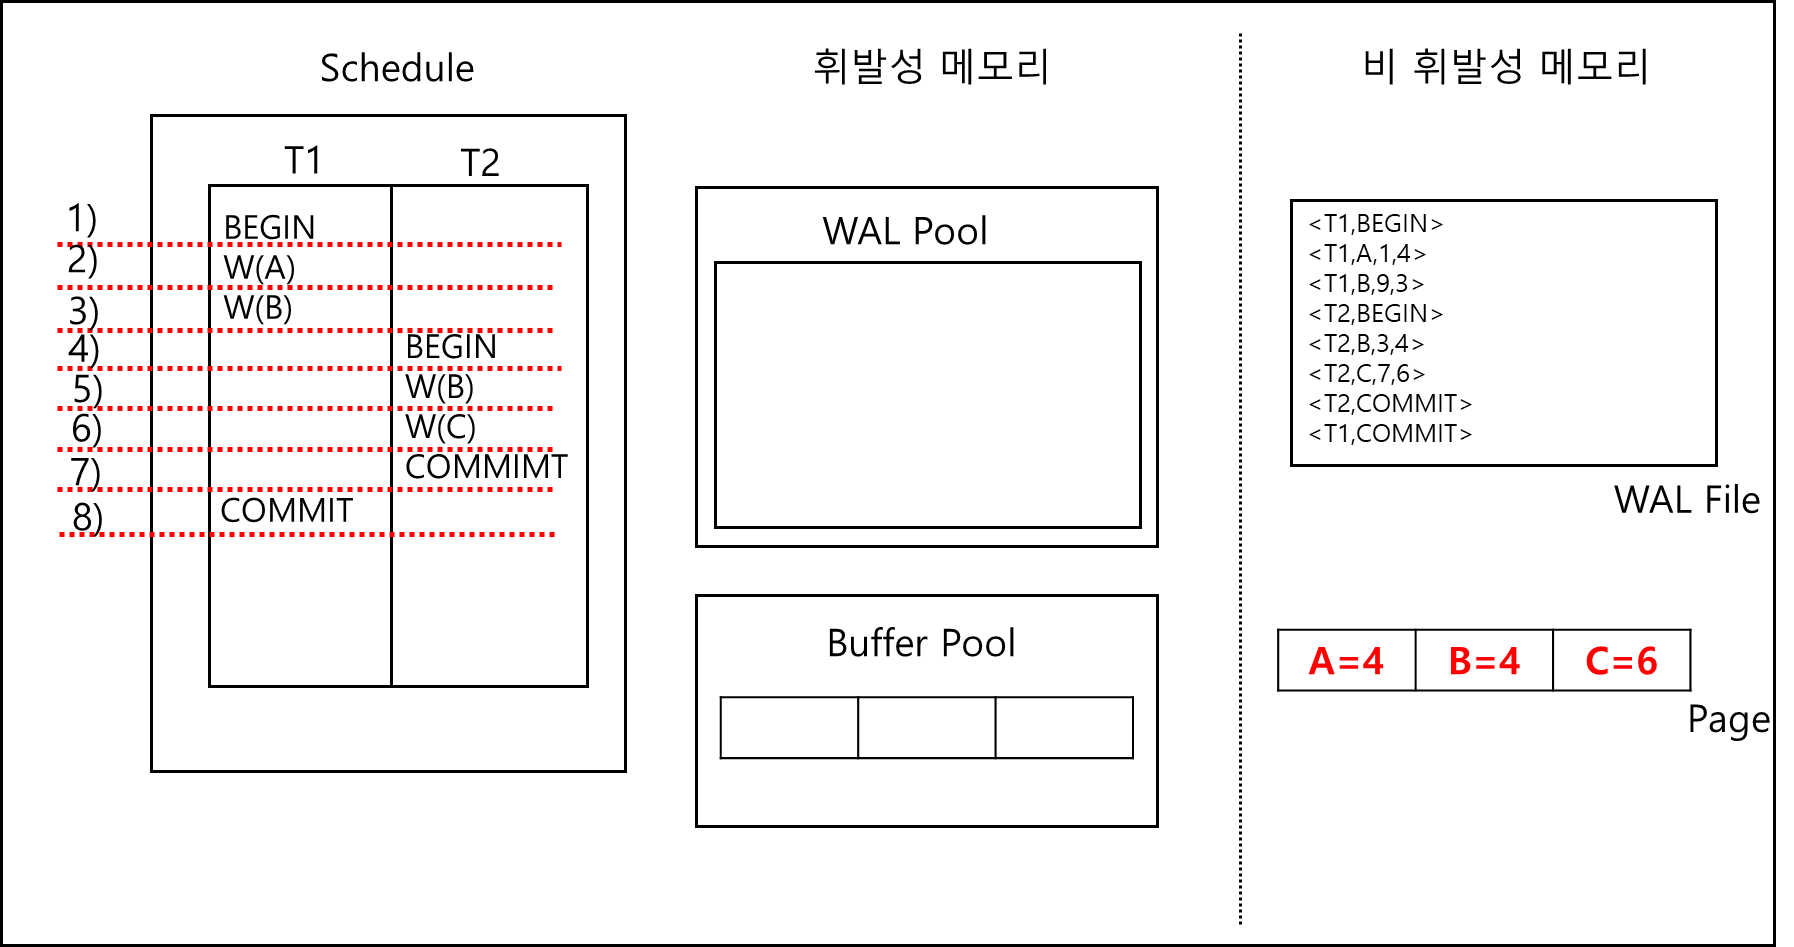 Schedule
T1
T2
1)
BEGIN
2)
W(A)
3)
W(B)
4)
BEGIN
5)
W(B)
6)
W(C)
7)
COMMIMT
8)
COMMIT
휘발성 메모리
WAL Pool
Buffer Pool
비 휘발성 메모리
<T1,BEGIN>
<T1,A,1,4>
<T1,B,9,3>
<T2,BEGIN>
<T2,B,3,4>
<T2,C,7,6>
<T2,COMMIT>
<T1,COMMIT>
WAL File
A=4 B=4 C=6
Page